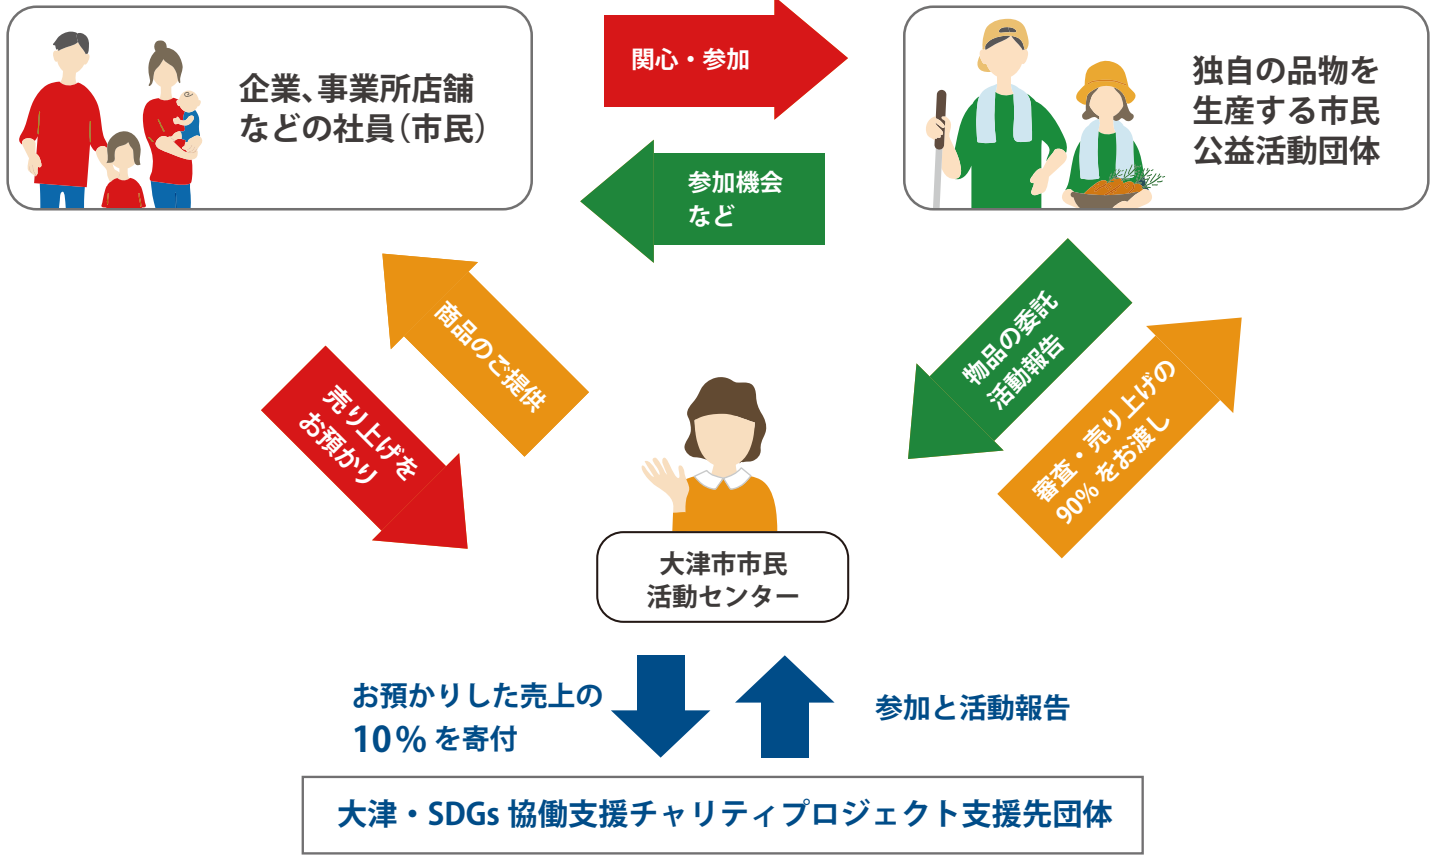 企業、事業所店舗
などの社員（市民）
関心・参加
参加機会
など
独自の品物を
生産する市民
公益活動団体
商品のご提供
売り上げを
お預かり
物品の委託
活動報告
審査・売り上げの
90% をお渡し
大津市市民
活動センター
お預かりした売上の
10% を寄付
参加と活動報告
大津・SDGs 協働支援チャリティプロジェクト支援先団体